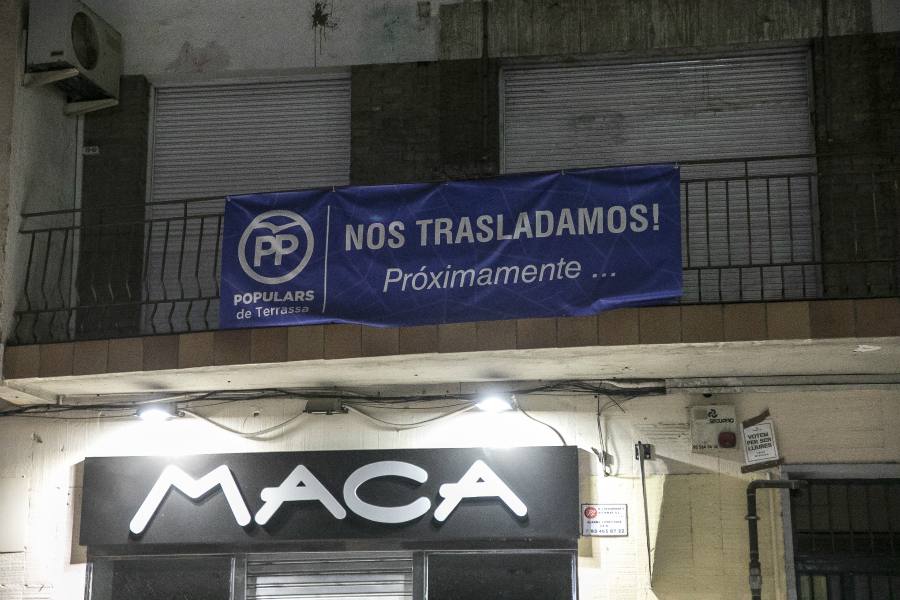 PP
POPULARS
de Terrassa
NOS TRASLADAMOS!
Próximamente ...
MACA
VOTEM
PER SER
LLIURES